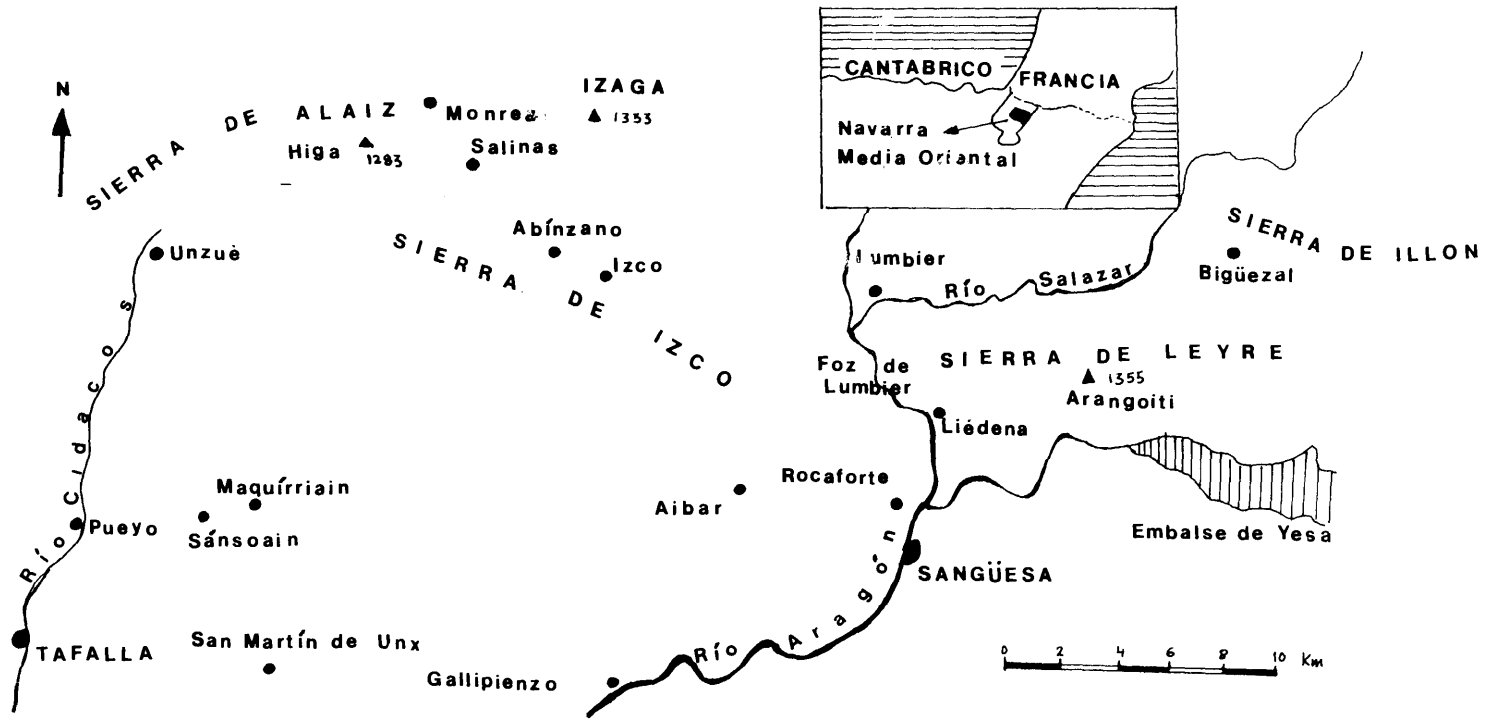 N
SIERRA DE ALAIZ
IZAGA
1353
Higa
1283
Salinas
CANTABRICO
FRANCIA
Navarra
Media Oriental
Unzuè
Abínzano
Izco
SIERRA DE IZCO
Río Salazar
SIERRA DE ILLON
Bigüezal
Foz de
Lumbier
SIERRA DE LEYRE
1355
Arangoiti
Liédena
Río Cidacos
Maquírriain
Pueyo
Sánsoain
Aibar
Rocaforte
Embalse de Yesa
SANGÜESA
TAFALLA
San Martín de Unx
Gallipienzo
Río Aragón
0 2 4 6 8 10 Km